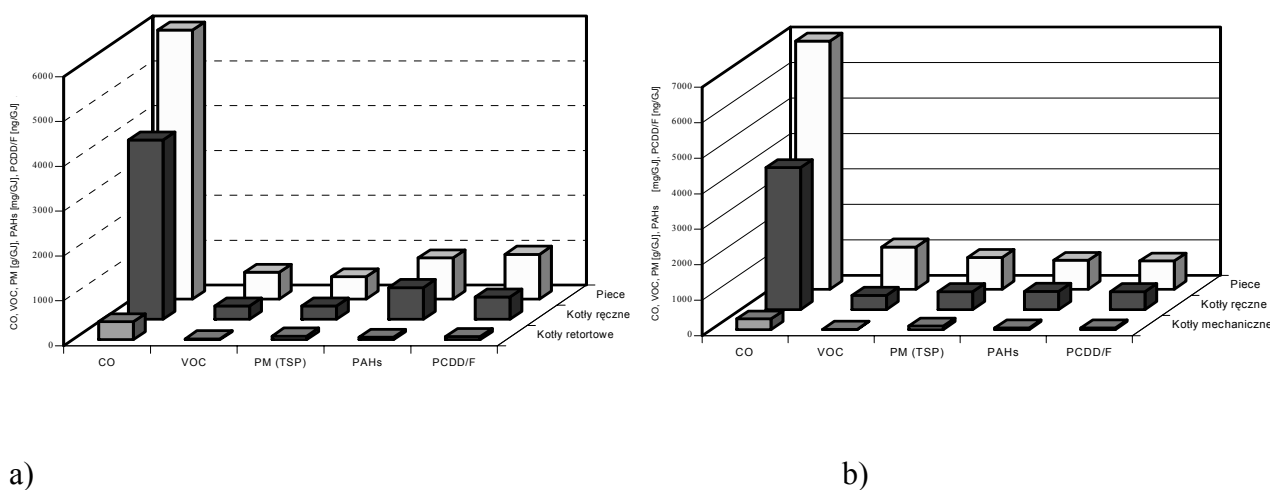 CO, VOC, PM [g/GJ], PAHs [mg/GJ], PCDD/F [ng/GJ]
6000
5000
4000
3000
2000
1000
0
CO VOC PM (TSP) PAHs PCDD/F
Piece
Kotły ręczne
Kotły retortowe
a)
CO, VOC, PM [g/GJ], PAHs [mg/GJ], PCDD/F [ng/GJ]
7000
6000
5000
4000
3000
2000
1000
0
CO VOC PM (TSP) PAHs PCDD/F
Piece
Kotły ręczne
Kotły mechaniczne
b)